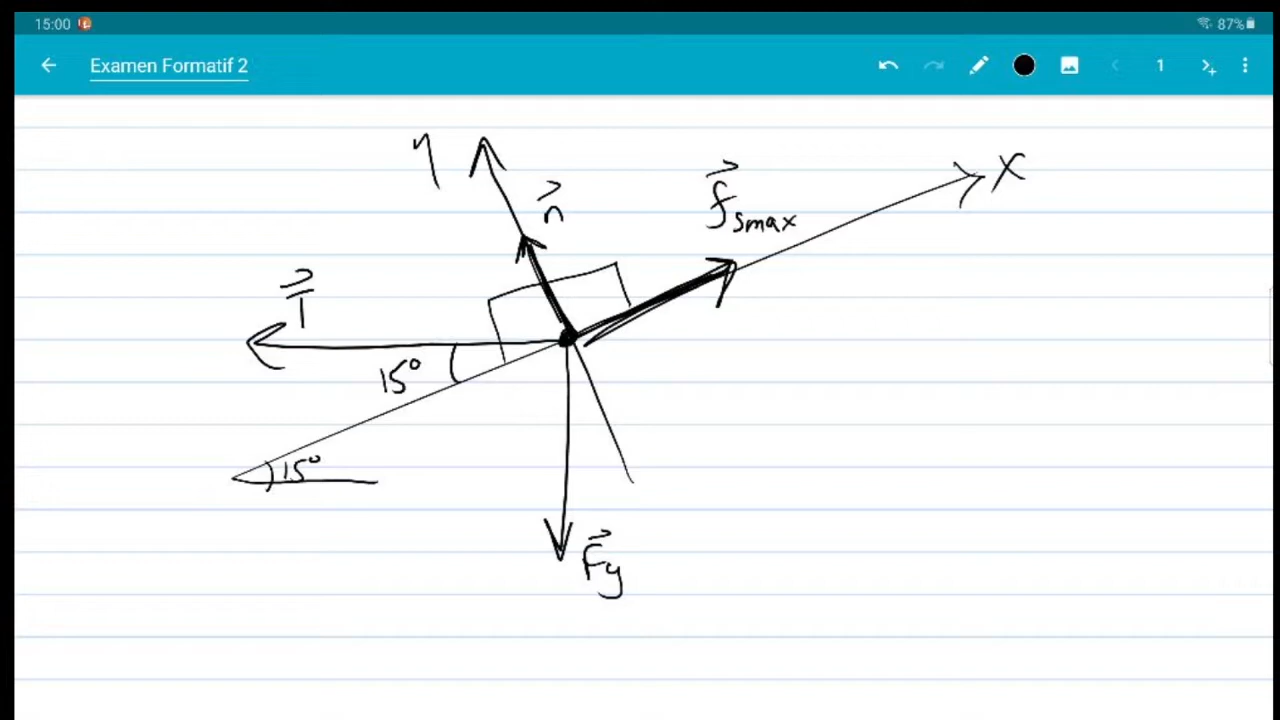 15:00 87%
Examen Formatif 2 1
y n f smax x
T
15°
15°
Fg